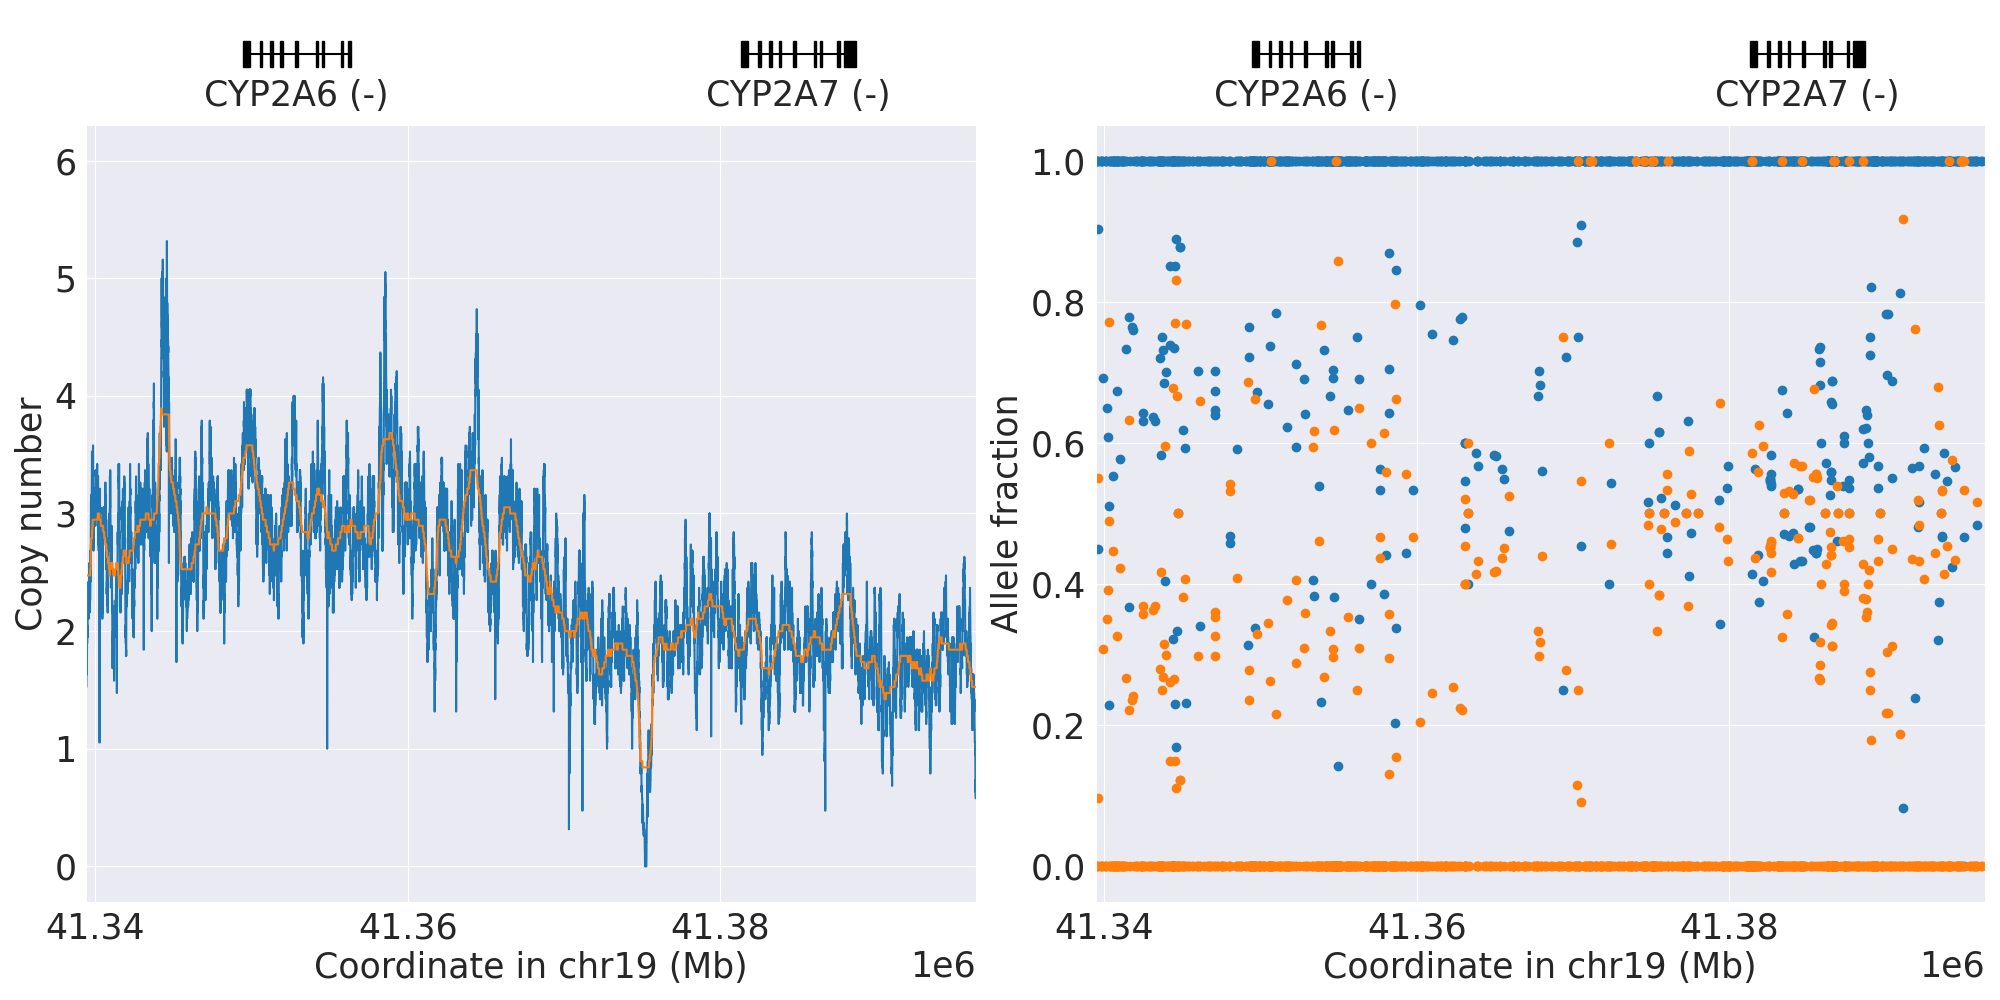 CYP2A6 (-)
CYP2A7 (-)
6
5
4
3
2
1
0
Copy number
41.34
41.36
41.38
Coordinate in chr19 (Mb)
1e6
CYP2A6 (-)
CYP2A7 (-)
1.0
0.8
0.6
0.4
0.2
0.0
Allele fraction
41.34
41.36
41.38
Coordinate in chr19 (Mb)
1e6